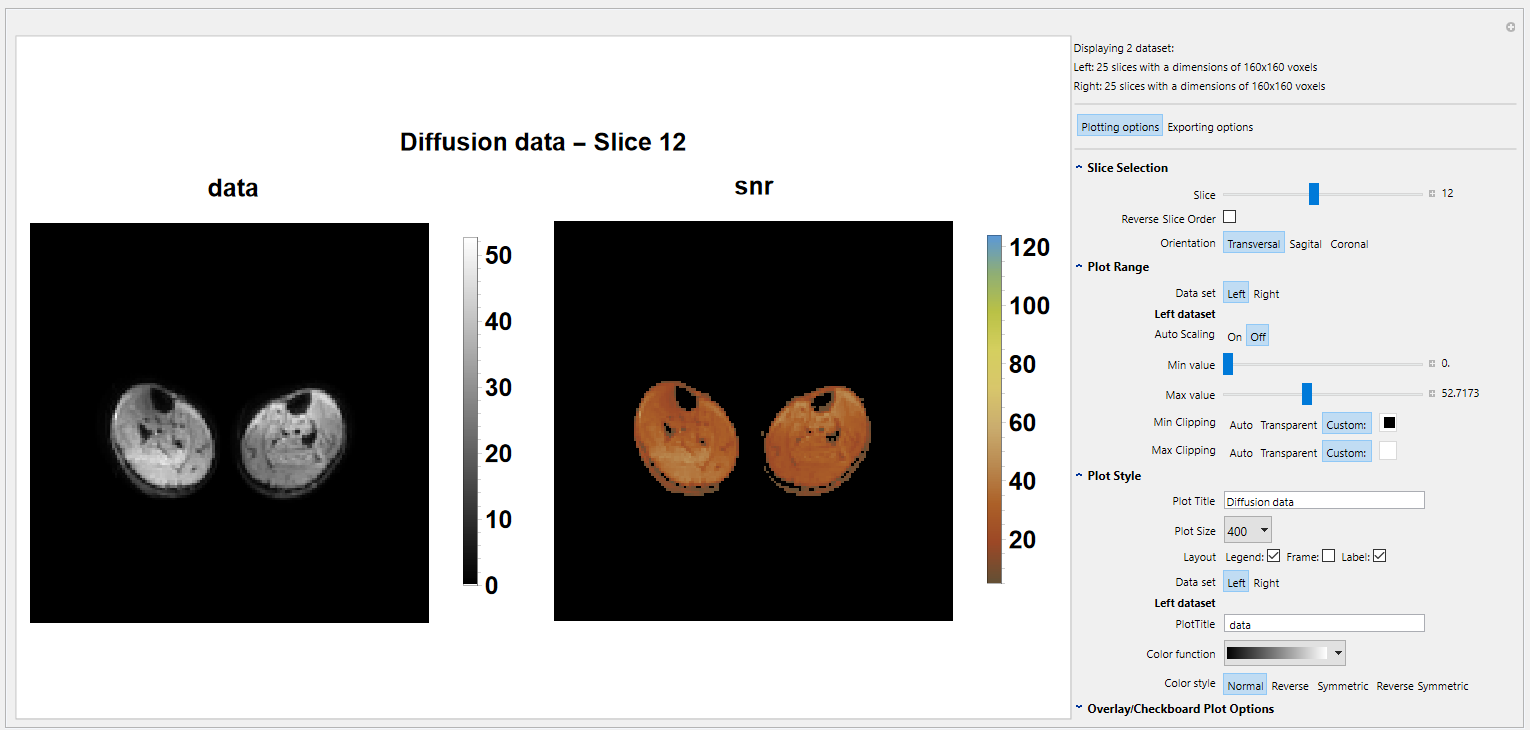 Diffusion data – Slice 12
data
50
40
30
20
10
0
snr
120
100
80
60
40
20
Displaying 2 dataset:
Left: 25 slices with a dimensions of 160x160 voxels
Right: 25 slices with a dimensions of 160x160 voxels
Plotting options Exporting options
Slice Selection
Slice 12
Reverse Slice Order
Orientation Transversal Sagital Coronal
Plot Range
Data set Left Right
Left dataset
Auto Scaling On Off
Min value 0.
Max value 52.7173
Min Clipping Auto Transparent Custom:
Max Clipping Auto Transparent Custom:
Plot Style
Plot Title Diffusion data
Plot Size 400
Layout Legend: Frame: Label:
Data set Left Right
Left dataset
PlotTitle data
Color function
Color style Normal Reverse Symmetric Reverse Symmetric
Overlay/Checkboard Plot Options